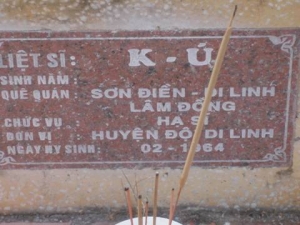 LIỆT SĨ: K - Ú
SINH NĂM
QUÊ QUÁN SƠN ĐIỀN - DI LINH
LÂM ĐỒNG
CHỨC VỤ : HẠ SĨ
ĐƠN VỊ HUYỆN ĐỘI DI LINH
NGÀY HY SINH: 02 - 1964